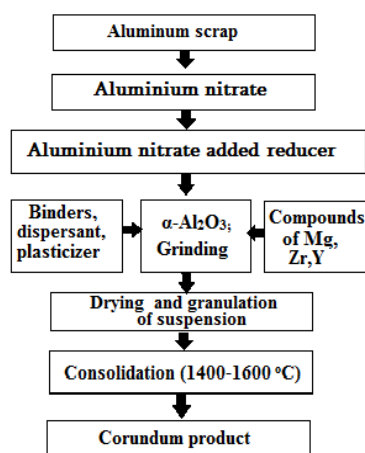 Aluminum scrap
Aluminium nitrate
Aluminium nitrate added reducer
Binders,
dispersant,
plasticizer
α-Al2O3;
Grinding
Compounds
of Mg,
Zr,Y
Drying and granulation
of suspension
Consolidation (1400-1600 °C)
Corundum product